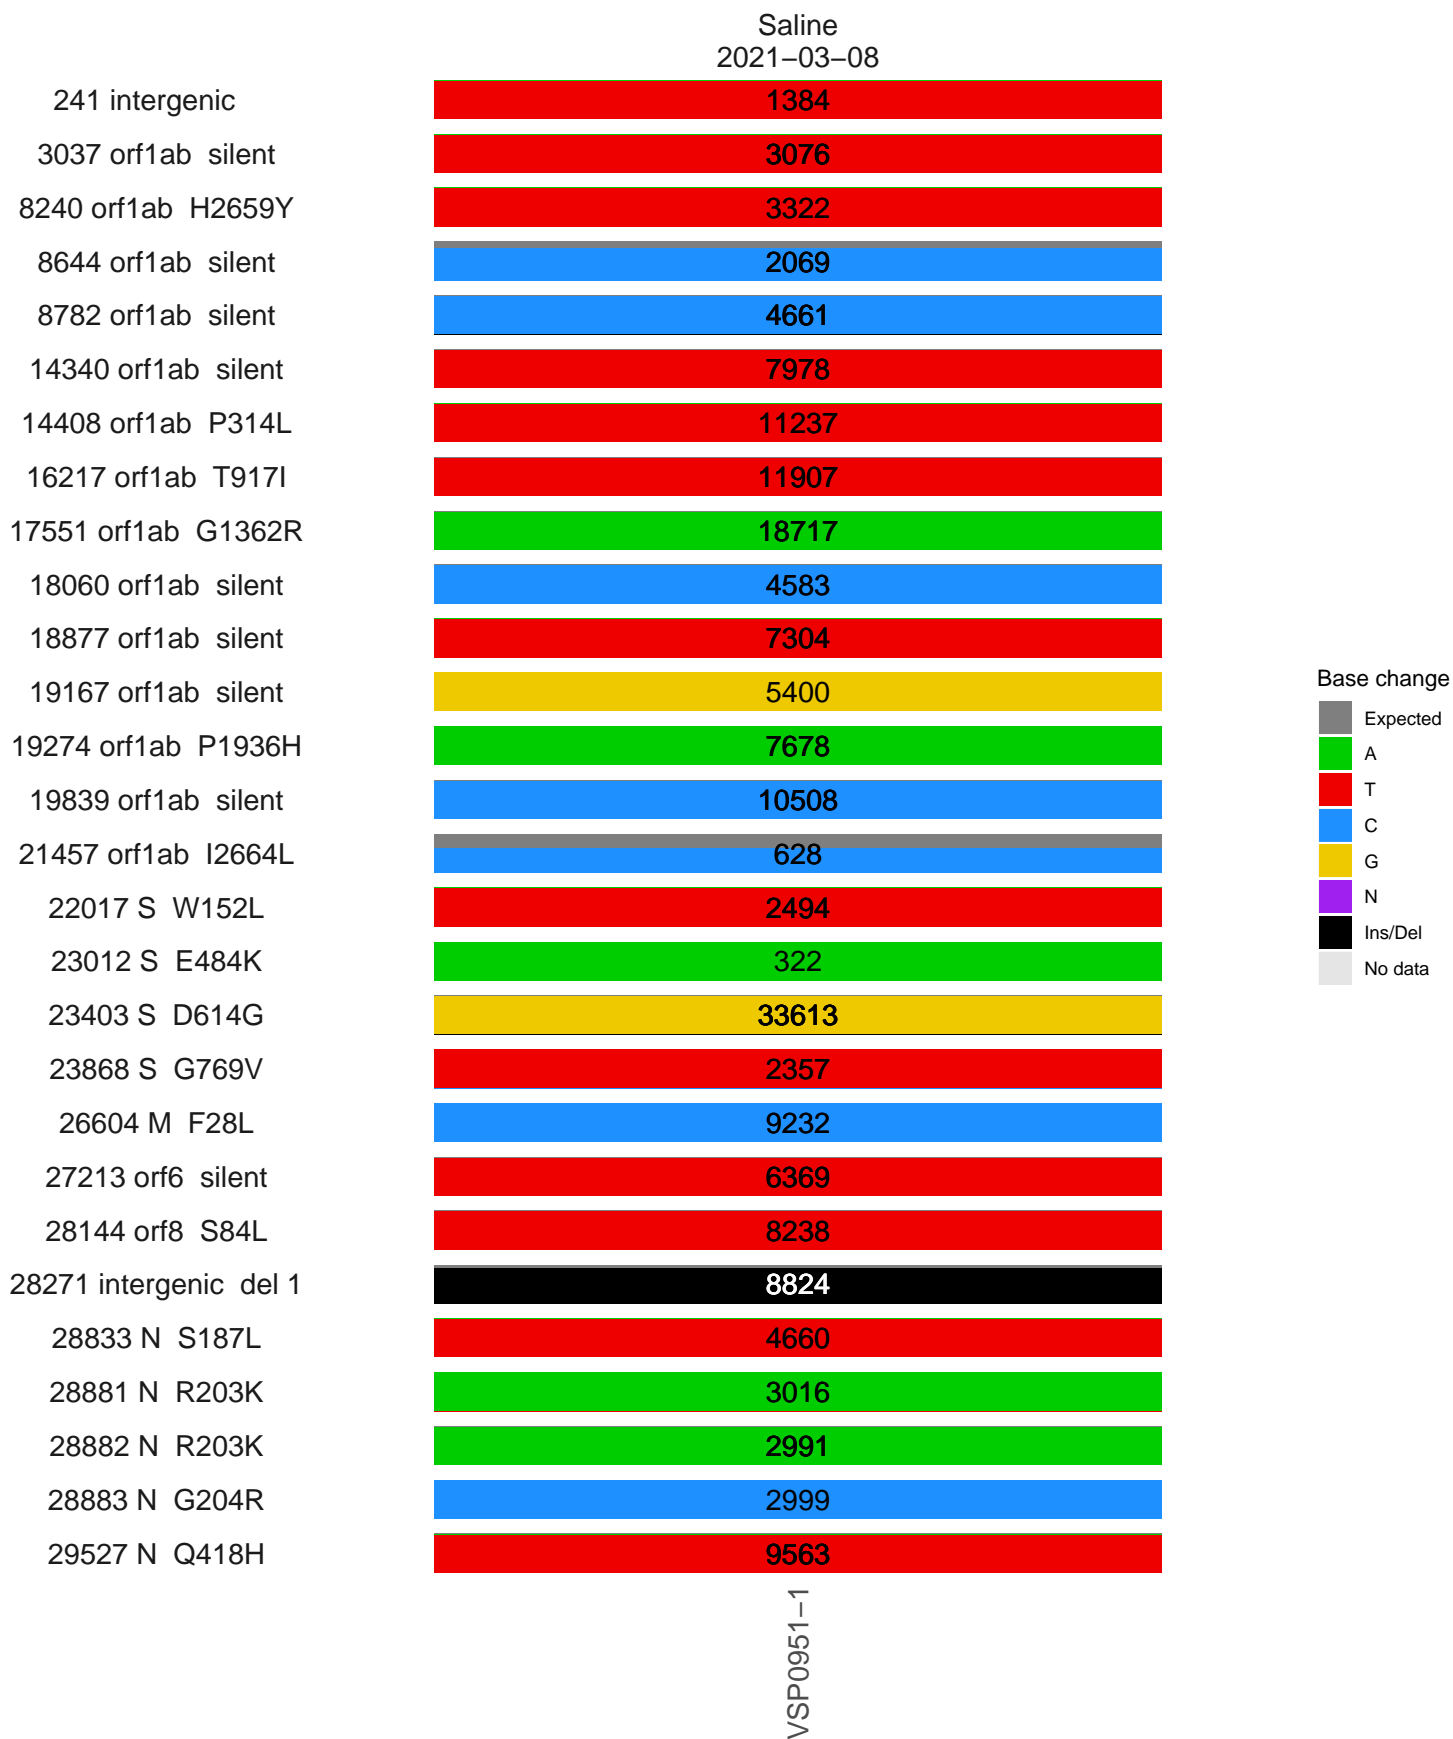 Saline
2021−03−08
241 intergenic 1384
3037 orf1ab silent 3076
8240 orf1ab H2659Y 3322
8644 orf1ab silent 2069
8782 orf1ab silent 4661
14340 orf1ab silent 7978
14408 orf1ab P314L 11237
16217 orf1ab T917I 11907
17551 orf1ab G1362R 18717
18060 orf1ab silent 4583
18877 orf1ab silent 7304
19167 orf1ab silent 5400
19274 orf1ab P1936H 7678
19839 orf1ab silent 10508
21457 orf1ab I2664L 628
22017 S W152L 2494
23012 S E484K 322
23403 S D614G 33613
23868 S G769V 2357
26604 M F28L 9232
27213 orf6 silent 6369
28144 orf8 S84L 8238
28271 intergenic del 1 8824
28833 N S187L 4660
28881 N R203K 3016
28882 N R203K 2991
28883 N G204R 2999
29527 N Q418H 9563
VSP0951−1
Base change
Expected
A
T
C
G
N
Ins/Del
No data